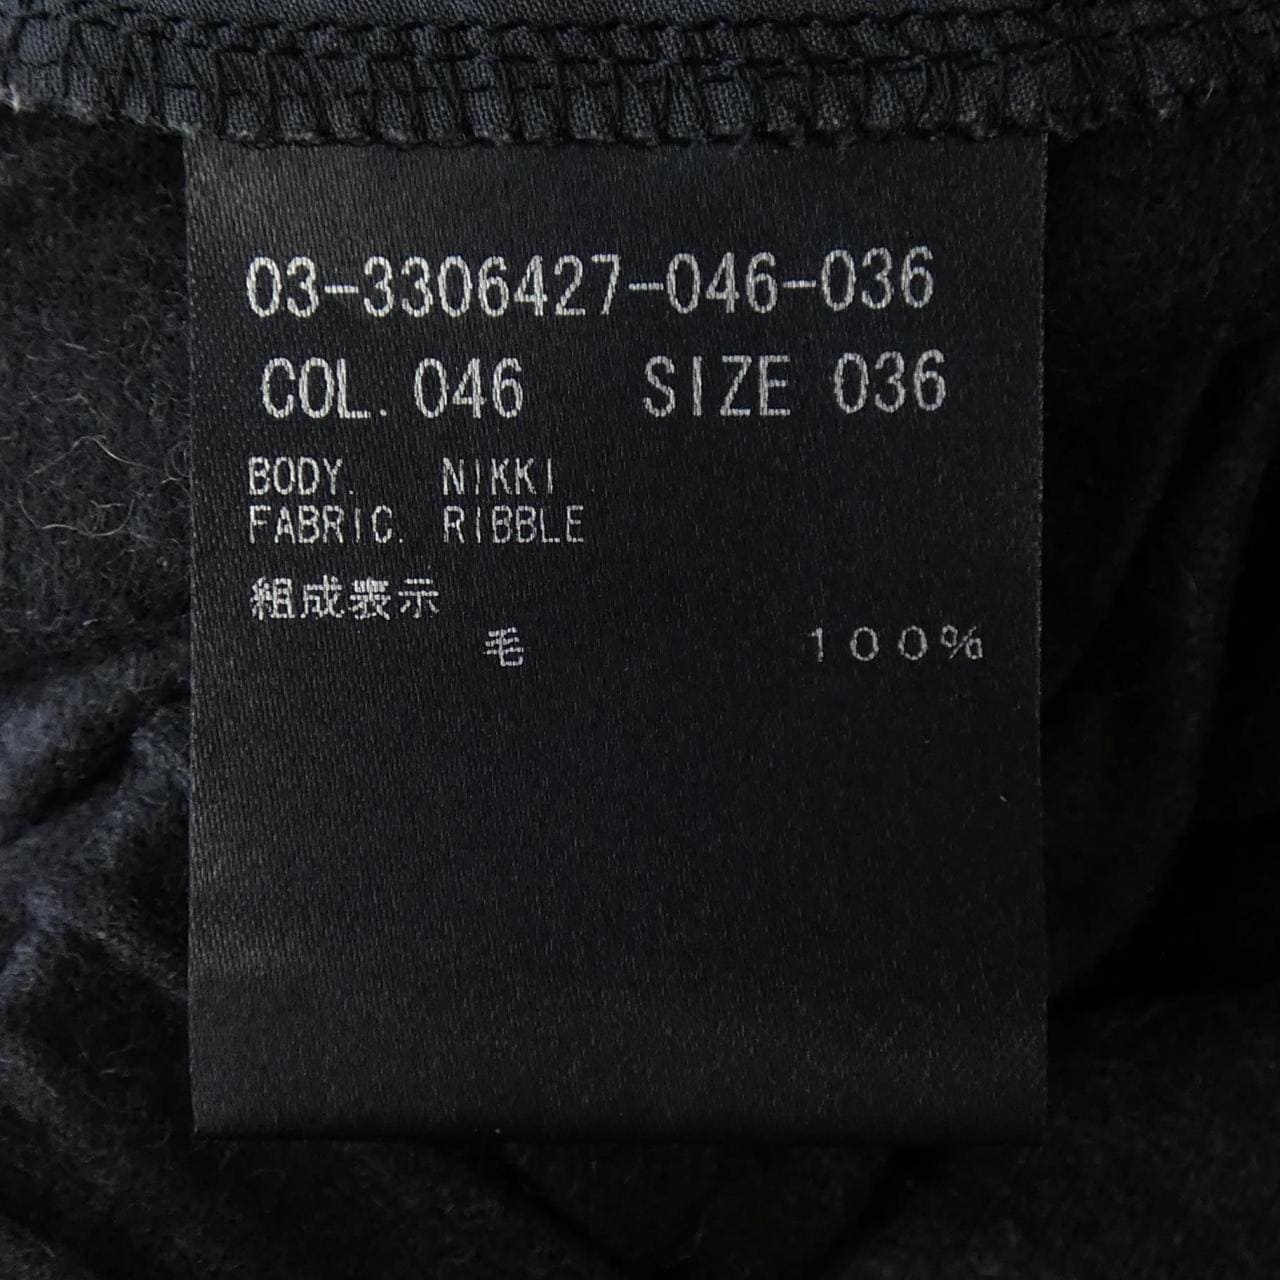 03-3306427-046-036
COL. 046 SIZE 036
BODY. NIKKI
FABRIC. RIBBLE
組成表示
毛 100%